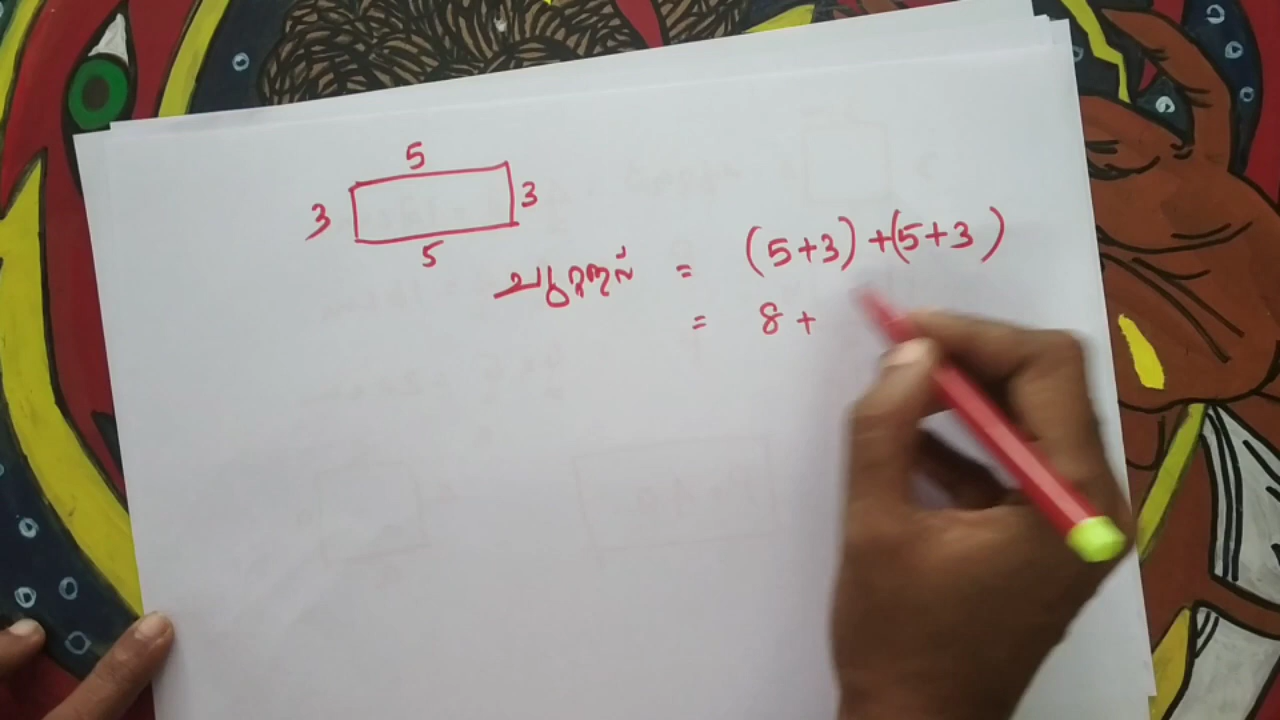 5
3 3
5
ചുറ്റളവ് = (5+3)+(5+3)
= 8+